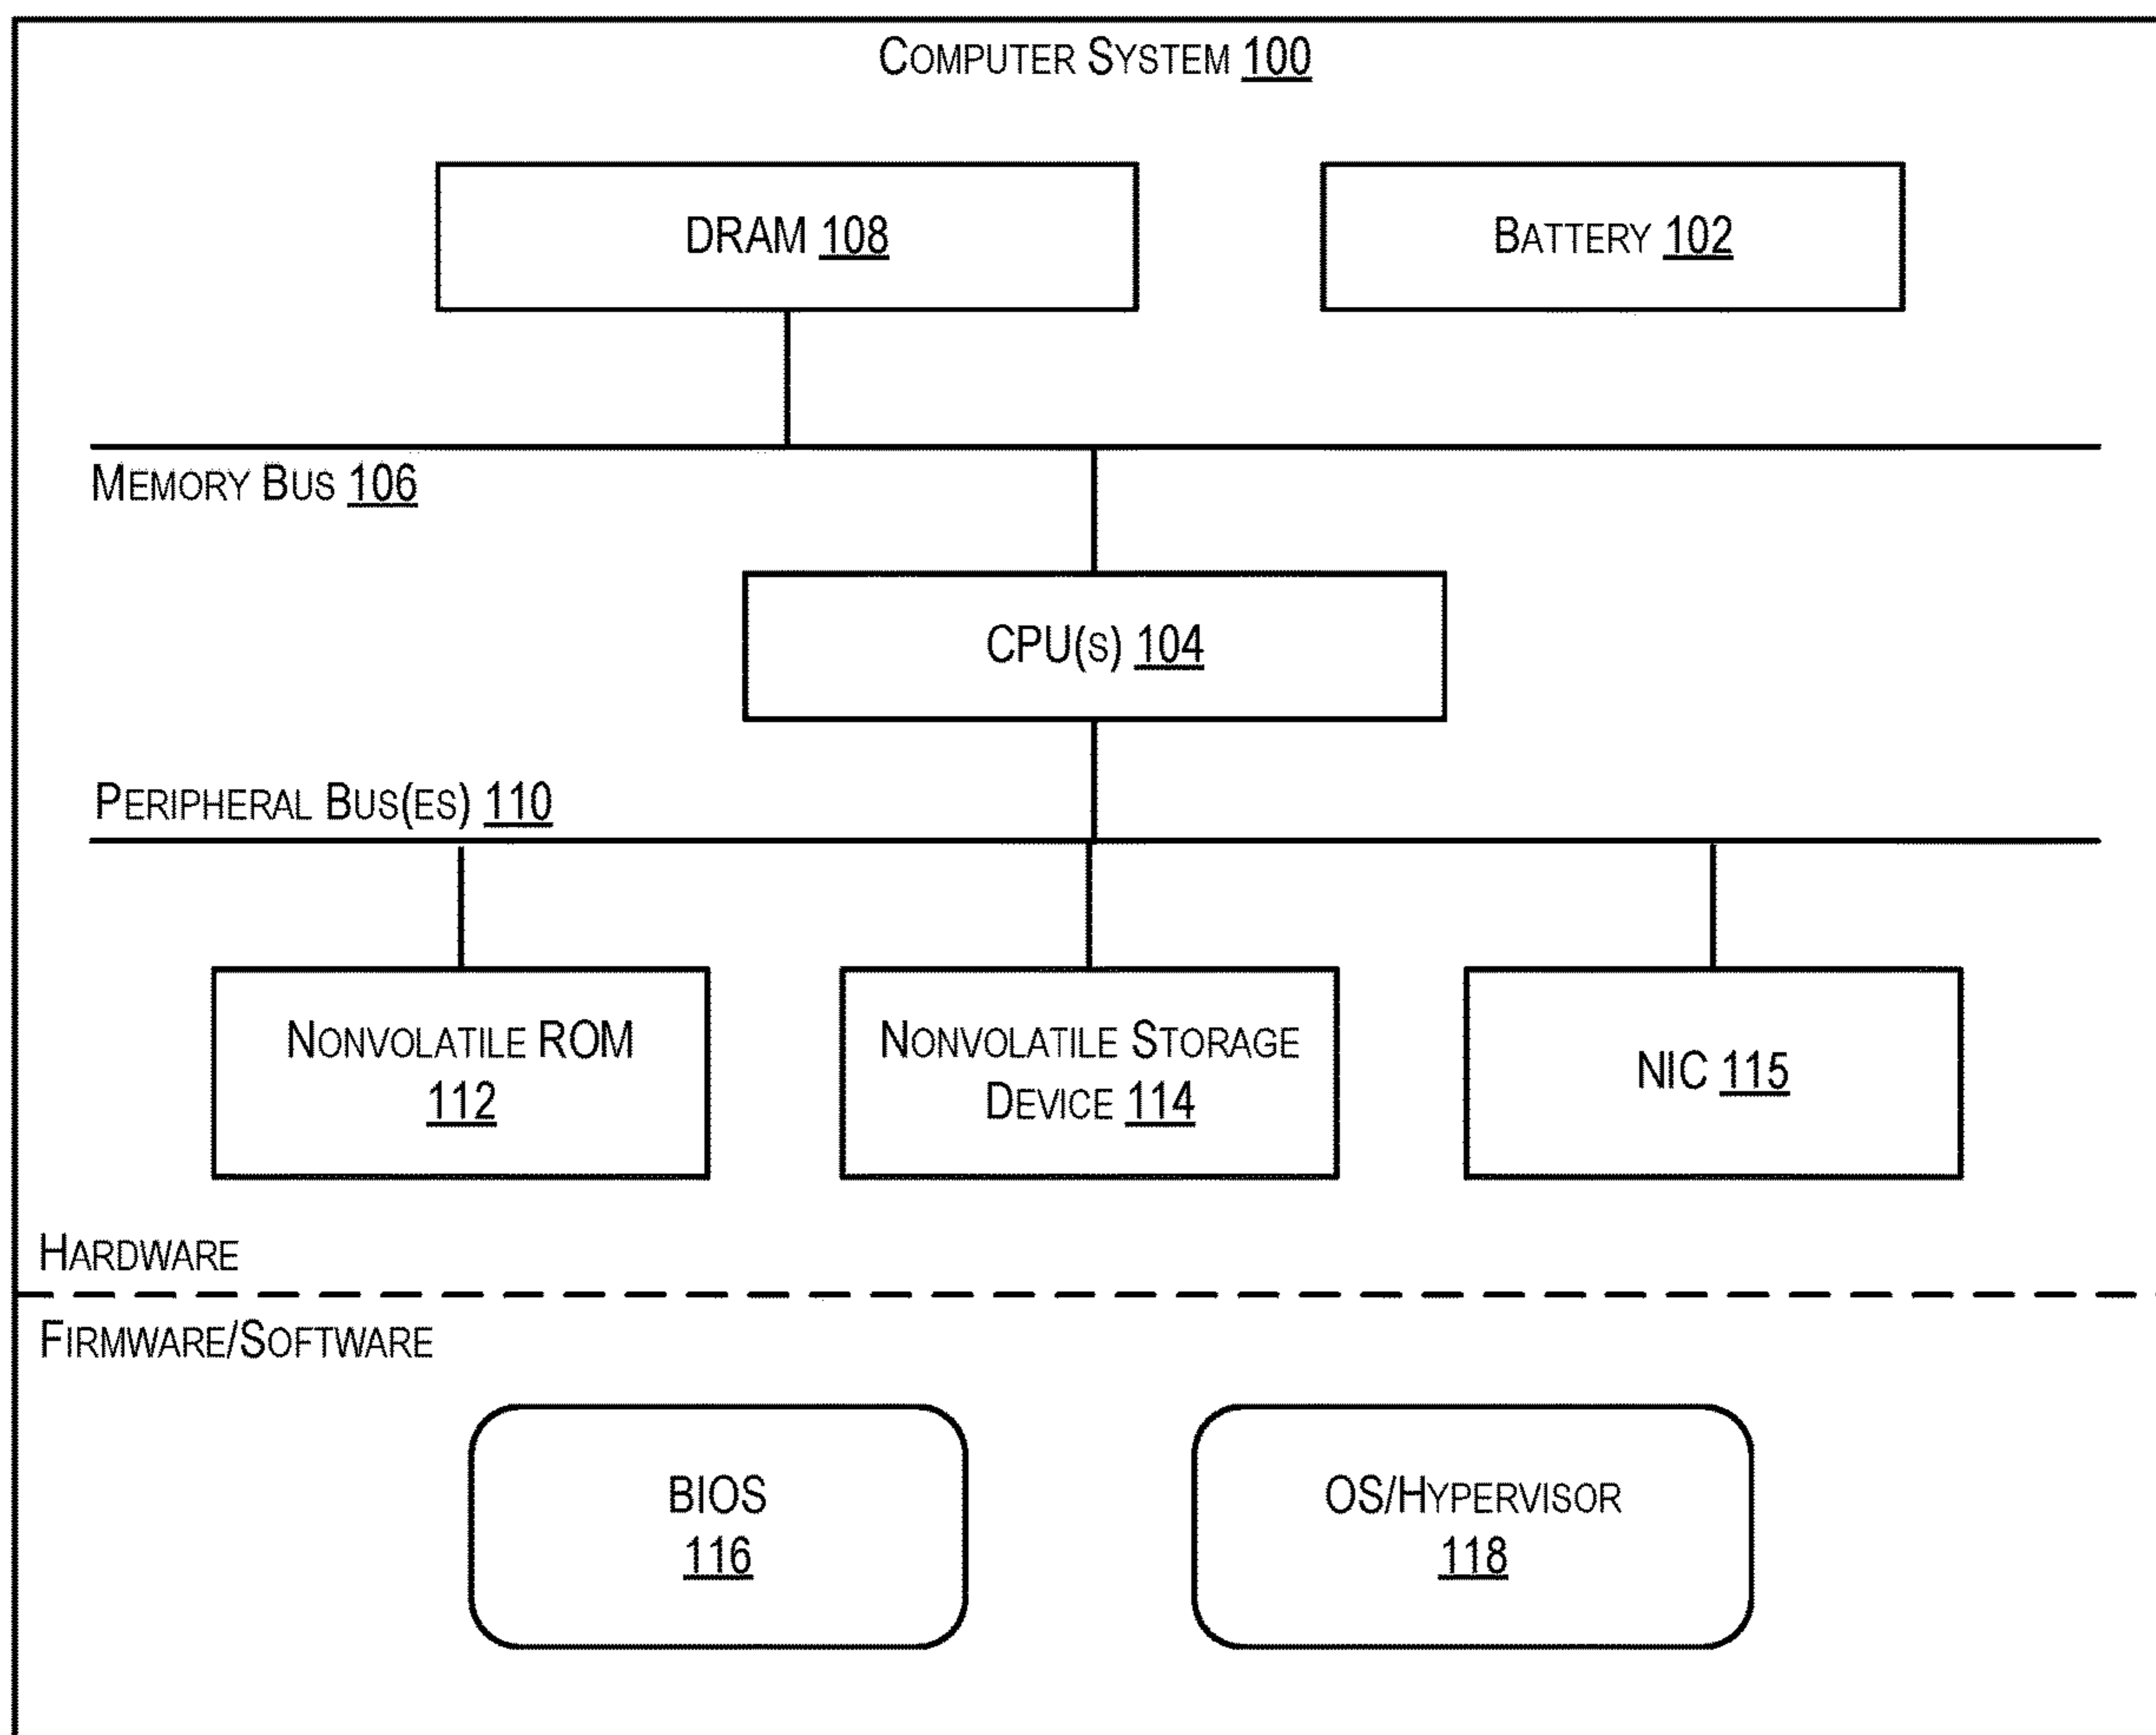 COMPUTER SYSTEM 100
DRAM 108
BATTERY 102
MEMORY BUS 106
CPU(S) 104
PERIPHERAL BUS(ES) 110
NONVOLATILE ROM
112
NONVOLATILE STORAGE
DEVICE 114
NIC 115
HARDWARE
FIRMWARE/SOFTWARE
BIOS
116
OS/HYPERVISOR
118